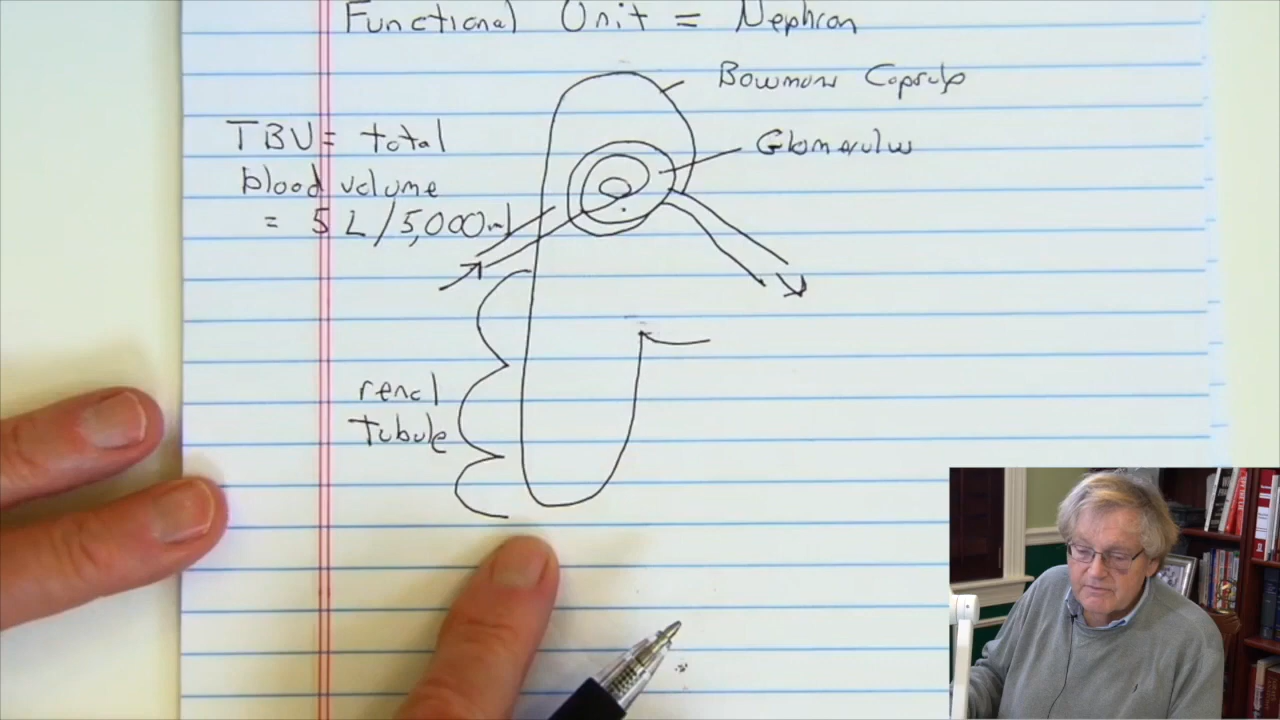 Functional Unit = Nephron
Bowmans Capsule
Glomerulus
TBV = total
blood volume
= 5 L / 5,000 ml
renal
Tubule